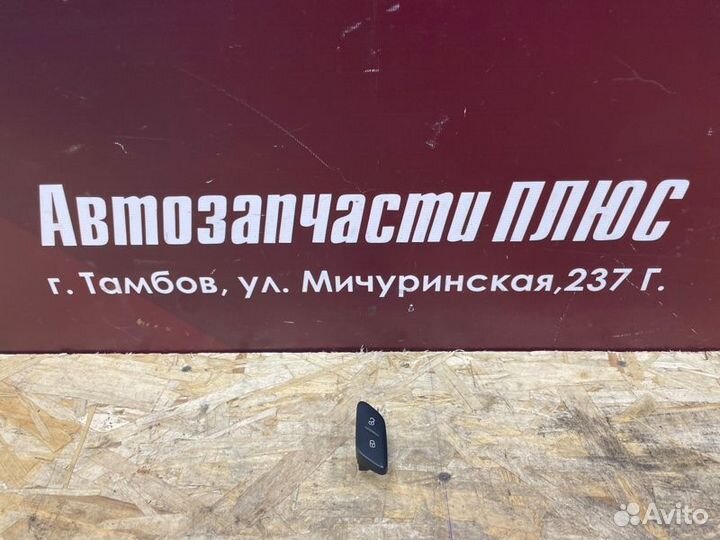 Автозапчасти ПЛЮС
г. Тамбов, ул. Мичуринская,237 Г.
Avito